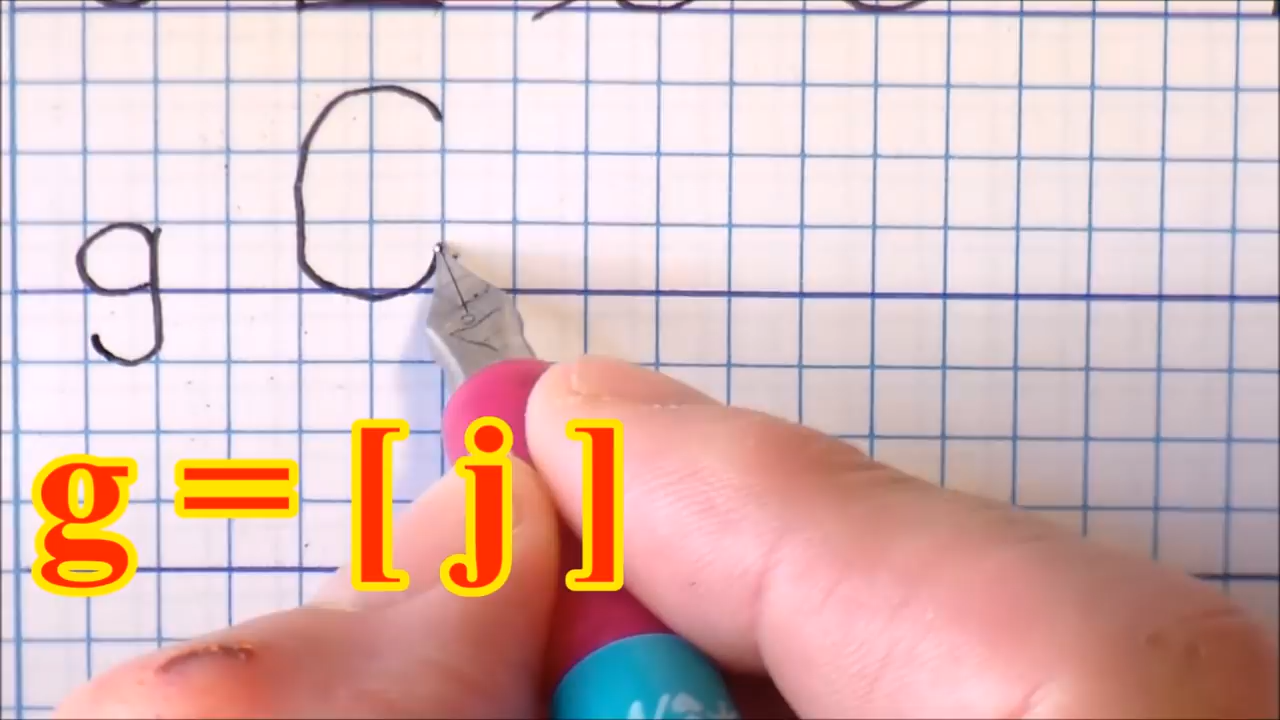 g C
g = [ j ]